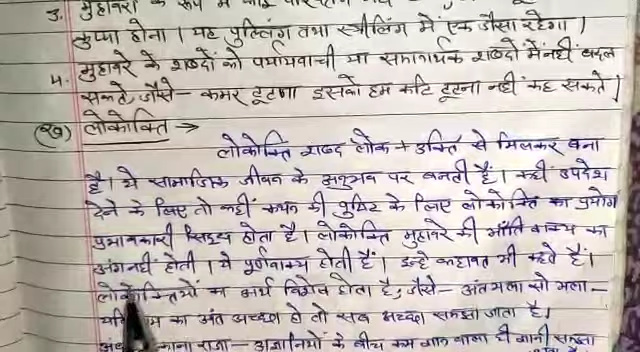 3. मुहावरों के रूप में कोई
कुप्पा होना। यह पुल्लिंग तथा स्त्रीलिंग में एक जैसा रहेगा।
4. मुहावरे के शब्दों को पर्यायवाची या समानार्थक शब्दों में नहीं बदल
सकते, जैसे - कमर टूटना इसको हम कटि टूटना नहीं कह सकते।
(ख) लोकोक्ति →
लोकोक्ति शब्द लोक + उक्ति से मिलकर बना
है। ये सामाजिक जीवन के अनुभव पर बनती हैं। कहीं उपदेश
देने के लिए तो कहीं कथन की पुष्टि के लिए लोकोक्ति का प्रयोग
प्रभावकारी सिद्ध होता है। लोकोक्ति मुहावरे की भांति वाक्य का
अंग नहीं होती। ये पूर्णवाक्य होती हैं। इन्हे कहावत भी कहते हैं।
लोकोक्तियों का अर्थ विशेष होता है, जैसे - अंत भला सो भला -
का अंत अच्छा हो तो सब अच्छा समझा जाता है।
काना राजा - अज्ञानियों के बीच कम ज्ञान वाला ही ज्ञानी समझा